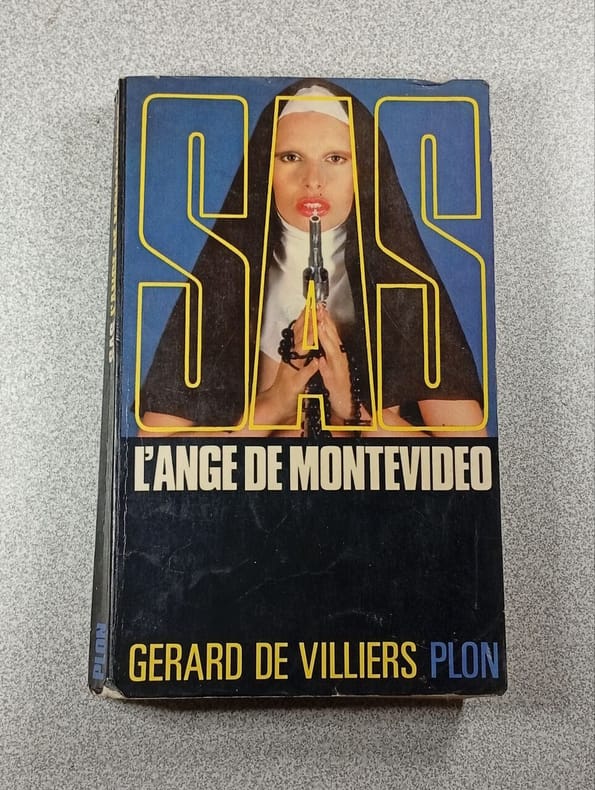 SAS
L'ANGE DE MONTEVIDEO
GERARD DE VILLIERS PLON
PLON